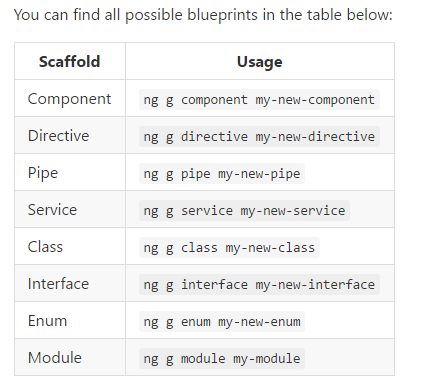 You can find all possible blueprints in the table below:
Scaffold Usage
Component ng g component my-new-component
Directive ng g directive my-new-directive
Pipe ng g pipe my-new-pipe
Service ng g service my-new-service
Class ng g class my-new-class
Interface ng g interface my-new-interface
Enum ng g enum my-new-enum
Module ng g module my-module